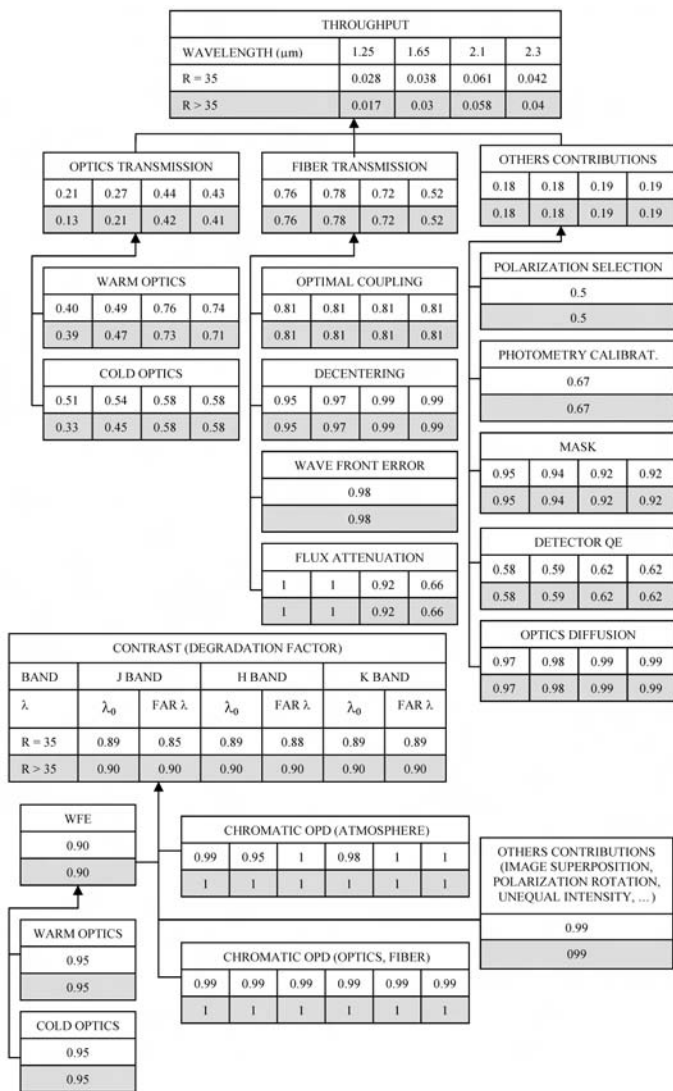 THROUGHPUT
WAVELENGTH (µm) 1.25 1.65 2.1 2.3
R = 35 0.028 0.038 0.061 0.042
R > 35 0.017 0.03 0.058 0.04
OPTICS TRANSMISSION
0.21 0.27 0.44 0.43
0.13 0.21 0.42 0.41
FIBER TRANSMISSION
0.76 0.78 0.72 0.52
0.76 0.78 0.72 0.52
OTHERS CONTRIBUTIONS
0.18 0.18 0.19 0.19
0.18 0.18 0.19 0.19
WARM OPTICS
0.40 0.49 0.76 0.74
0.39 0.47 0.73 0.71
COLD OPTICS
0.51 0.54 0.58 0.58
0.33 0.45 0.58 0.58
OPTIMAL COUPLING
0.81 0.81 0.81 0.81
0.81 0.81 0.81 0.81
DECENTERING
0.95 0.97 0.99 0.99
0.95 0.97 0.99 0.99
WAVE FRONT ERROR
0.98
0.98
FLUX ATTENUATION
1 1 0.92 0.66
1 1 0.92 0.66
POLARIZATION SELECTION
0.5
0.5
PHOTOMETRY CALIBRAT.
0.67
0.67
MASK
0.95 0.94 0.92 0.92
0.95 0.94 0.92 0.92
DETECTOR QE
0.58 0.59 0.62 0.62
0.58 0.59 0.62 0.62
OPTICS DIFFUSION
0.97 0.98 0.99 0.99
0.97 0.98 0.99 0.99
CONTRAST (DEGRADATION FACTOR)
BAND J BAND H BAND K BAND
λ λ₀ FAR λ λ₀ FAR λ λ₀ FAR λ
R = 35 0.89 0.85 0.89 0.88 0.89 0.89
R > 35 0.90 0.90 0.90 0.90 0.90 0.90
WFE
0.90
0.90
WARM OPTICS
0.95
0.95
COLD OPTICS
0.95
0.95
CHROMATIC OPD (ATMOSPHERE)
0.99 0.95 1 0.98 1 1
1 1 1 1 1 1
CHROMATIC OPD (OPTICS, FIBER)
0.99 0.99 0.99 0.99 0.99 0.99
1 1 1 1 1 1
OTHERS CONTRIBUTIONS
(IMAGE SUPERPOSITION,
POLARIZATION ROTATION,
UNEQUAL INTENSITY, ...)
0.99
099